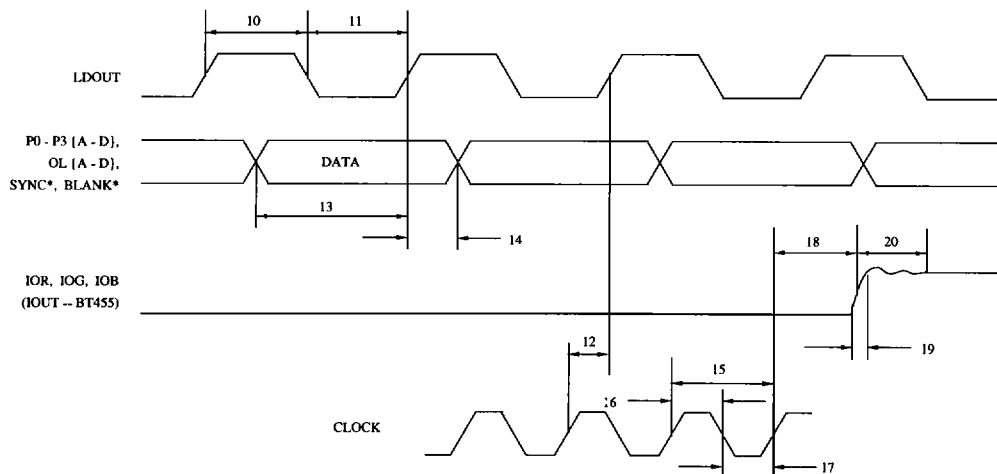 10
11
LDOUT
P0 - P3 {A - D},
OL {A - D},
SYNC*, BLANK*
DATA
13
14
18
20
IOR, IOG, IOB
(IOUT -- BT455)
19
12
15
16
CLOCK
17